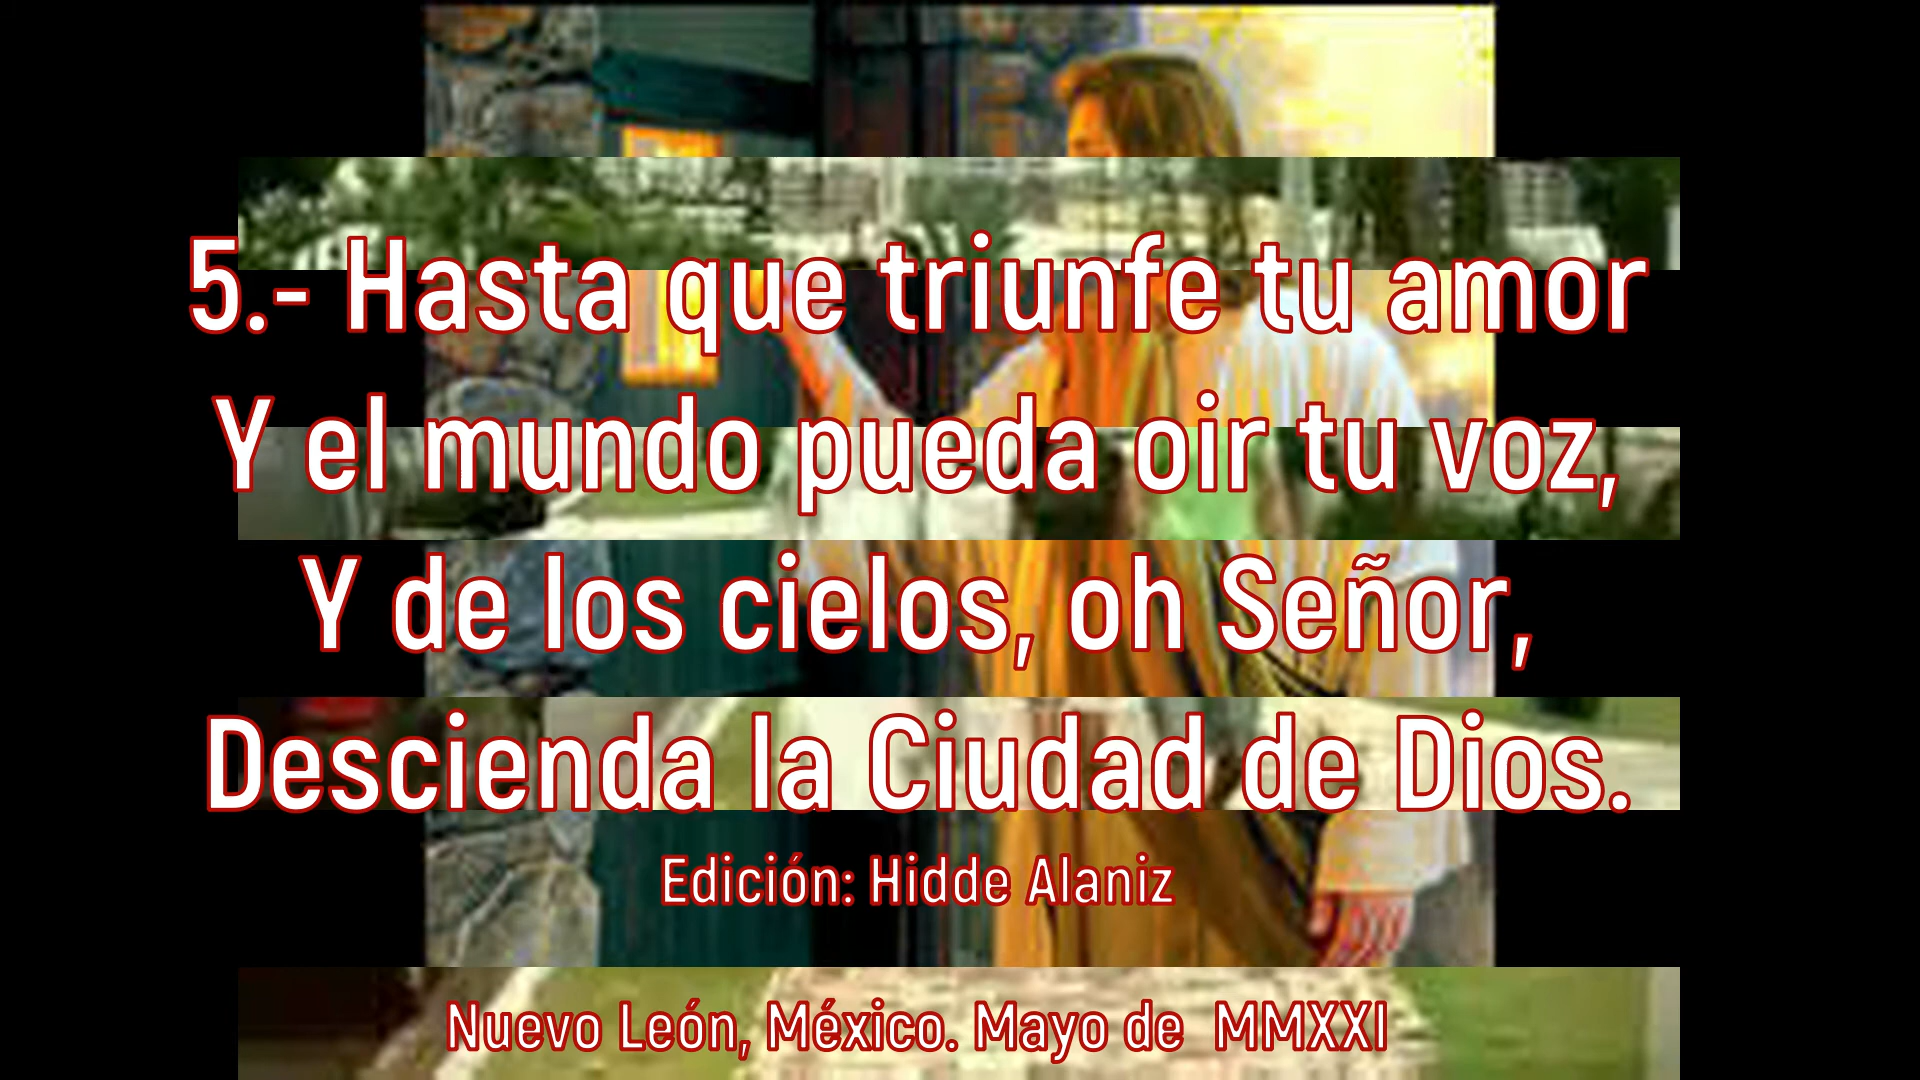 5.- Hasta que triunfe tu amor
Y el mundo pueda oir tu voz,
Y de los cielos, oh Señor,
Descienda la Ciudad de Dios.
Edición: Hidde Alaniz
Nuevo León, México. Mayo de MMXXI